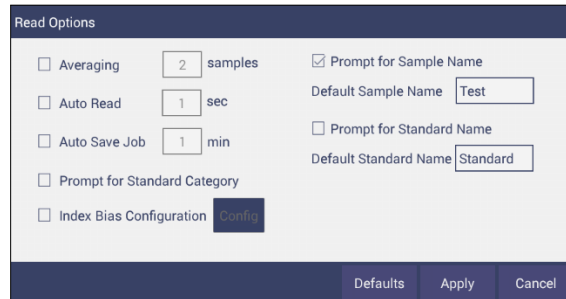 Read Options
Averaging 2 samples
Auto Read 1 sec
Auto Save Job 1 min
Prompt for Standard Category
Index Bias Configuration Config
Prompt for Sample Name
Default Sample Name Test
Prompt for Standard Name
Default Standard Name Standard
Defaults Apply Cancel